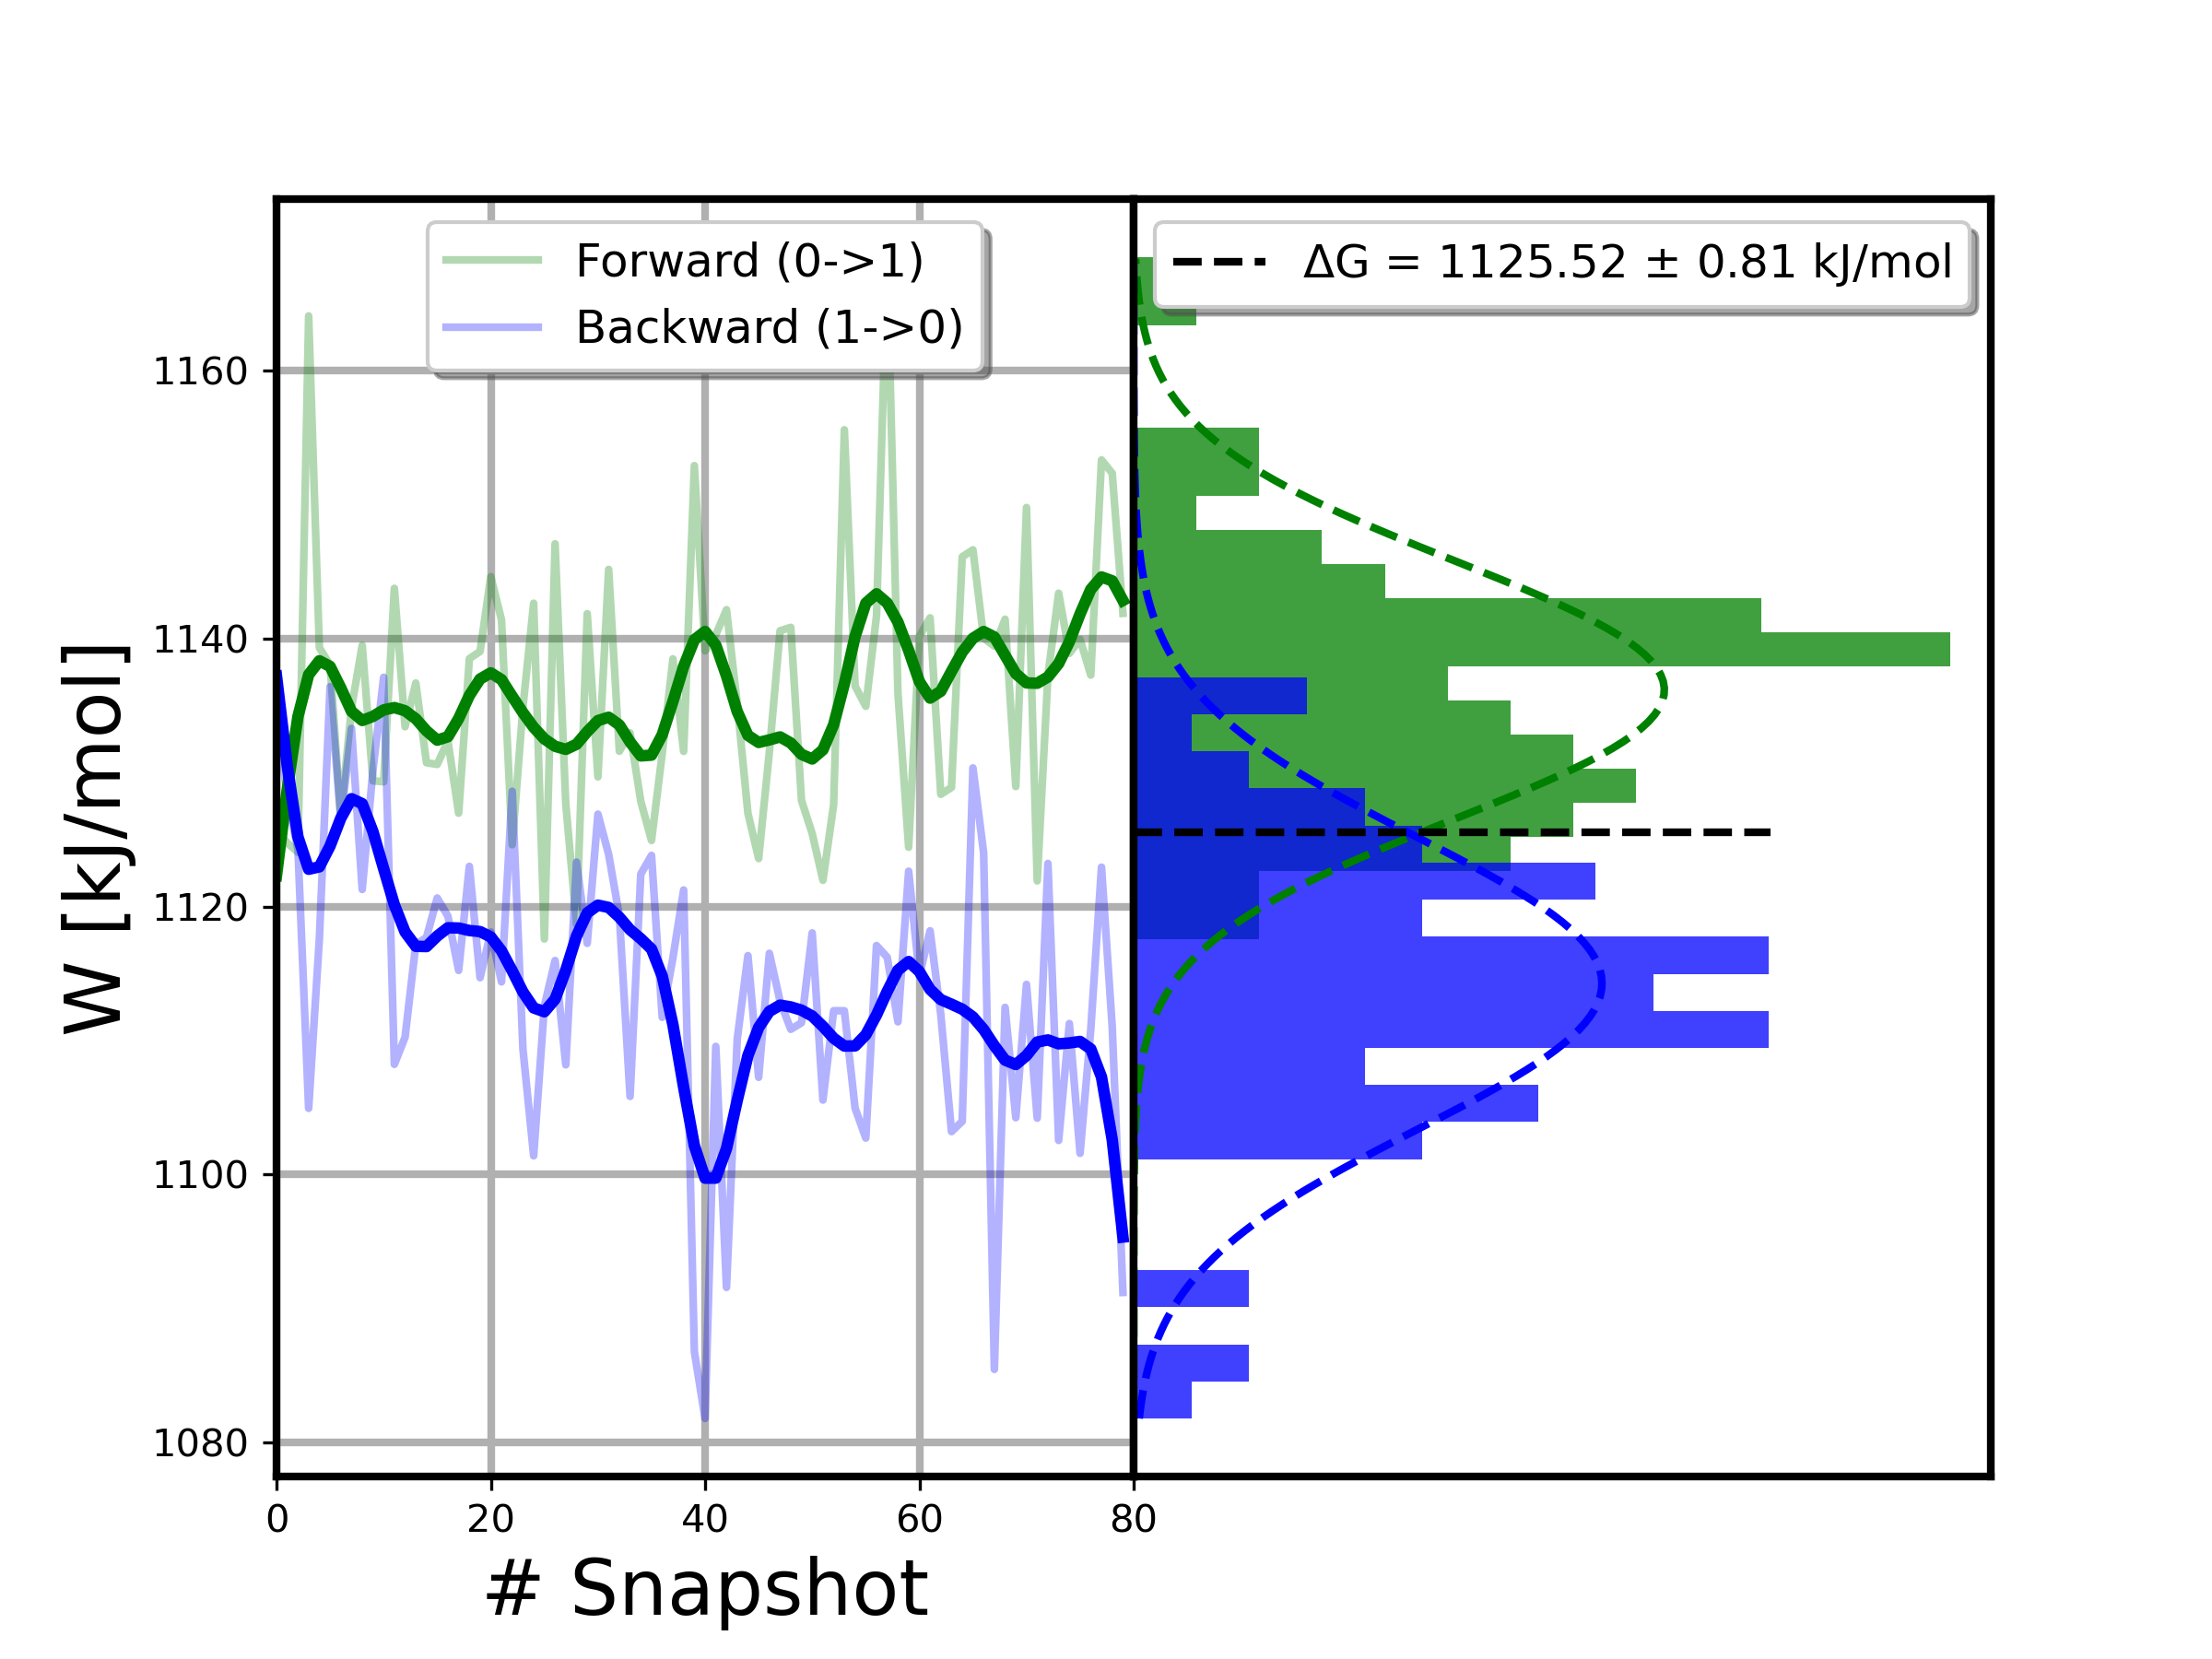 Forward (0->1)
Backward (1->0)
ΔG = 1125.52 ± 0.81 kJ/mol
W [kJ/mol]
1160
1140
1120
1100
1080
0 20 40 60 80
# Snapshot